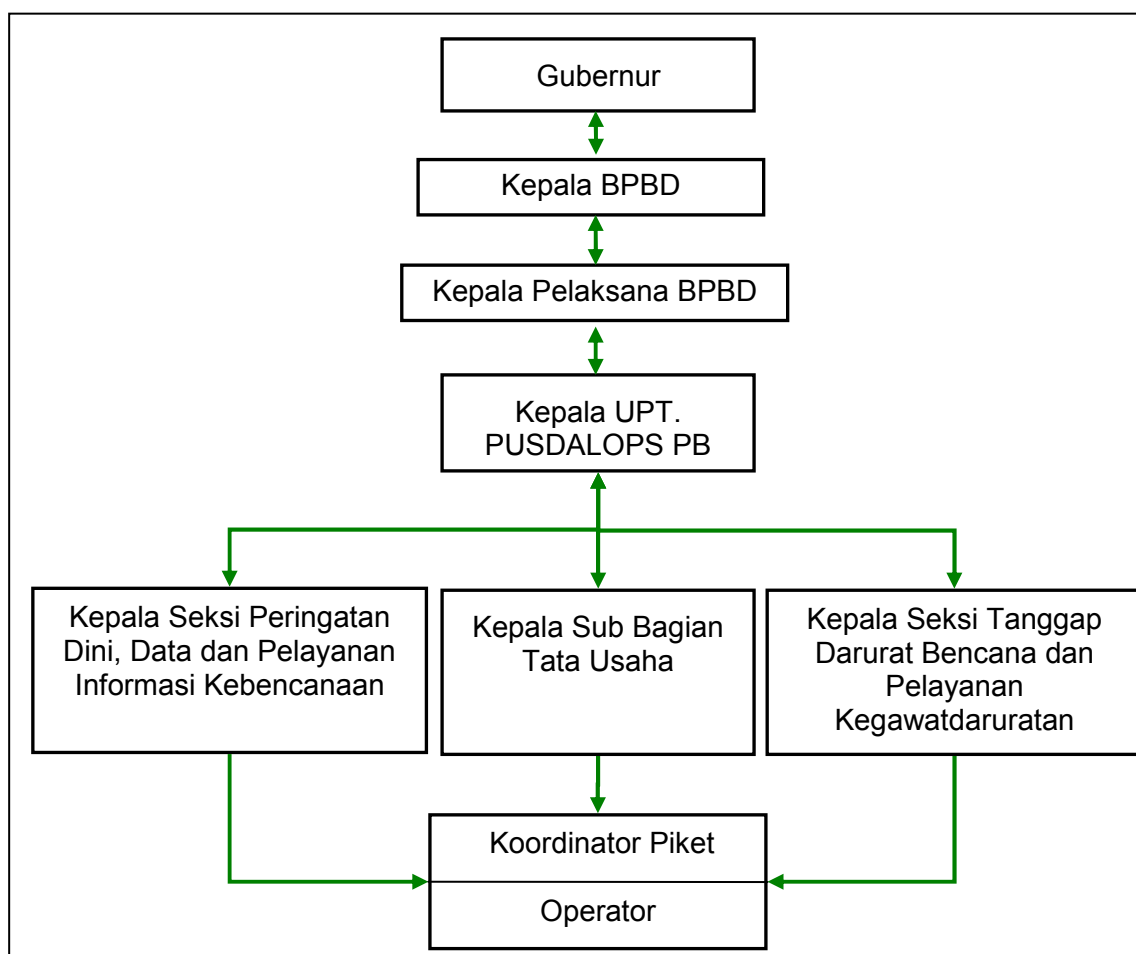 Gubernur
Kepala BPBD
Kepala Pelaksana BPBD
Kepala UPT.
PUSDALOPS PB
Kepala Seksi Peringatan
Dini, Data dan Pelayanan
Informasi Kebencanaan
Kepala Sub Bagian
Tata Usaha
Kepala Seksi Tanggap
Darurat Bencana dan
Pelayanan
Kegawatdaruratan
Koordinator Piket
Operator